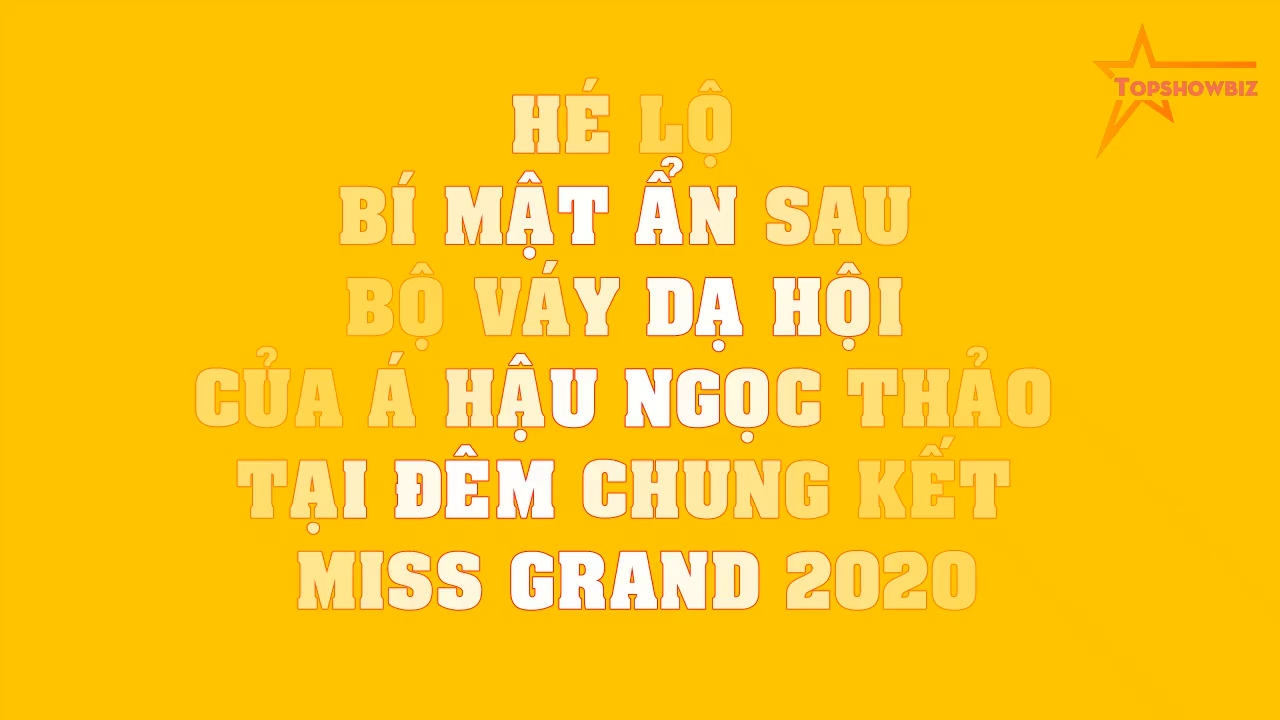 TOPSHOWBIZ
HÉ LỘ
BÍ MẬT ẨN SAU
BỘ VÁY DẠ HỘI
CỦA Á HẬU NGỌC THẢO
TẠI ĐÊM CHUNG KẾT
MISS GRAND 2020